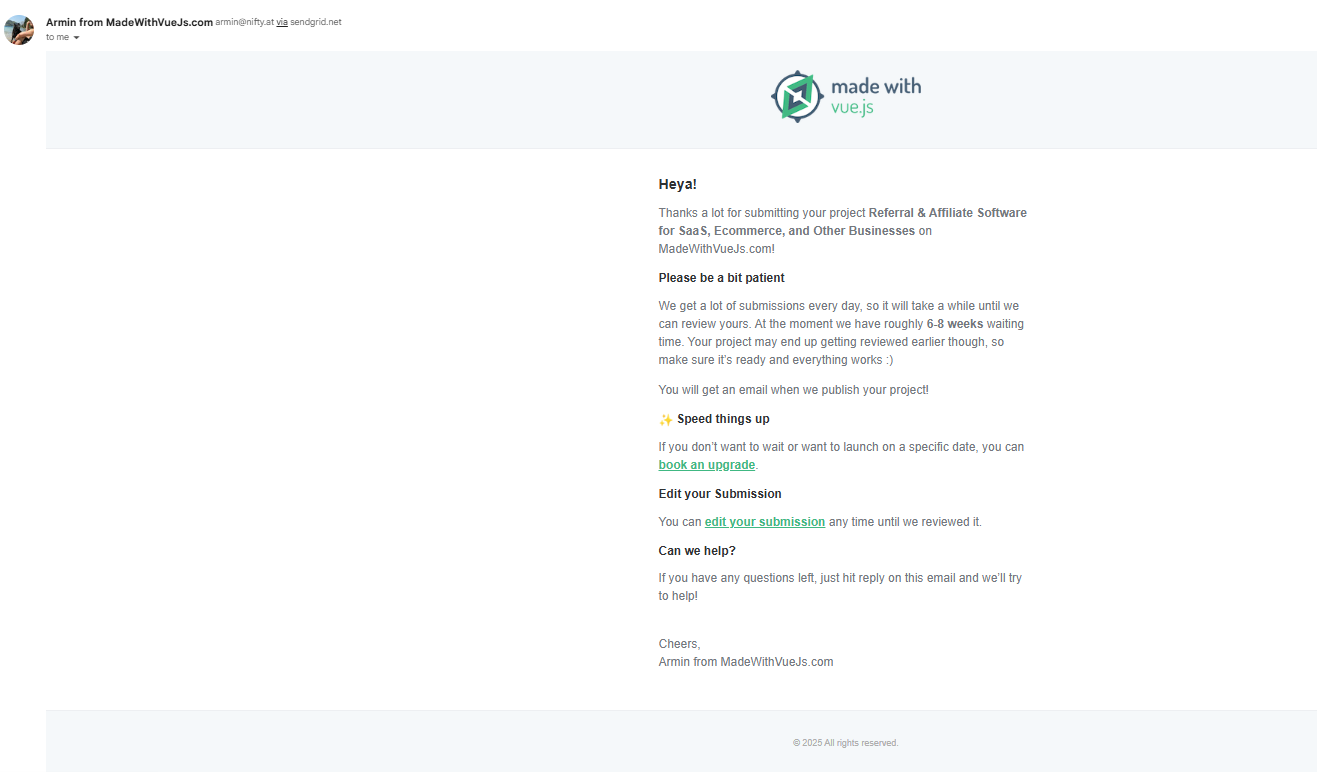 Armin from MadeWithVueJs.com armin@nifty.at via sendgrid.net
to me
made with
vue.js
Heya!
Thanks a lot for submitting your project Referral & Affiliate Software
for SaaS, Ecommerce, and Other Businesses on
MadeWithVueJs.com!
Please be a bit patient
We get a lot of submissions every day, so it will take a while until we
can review yours. At the moment we have roughly 6-8 weeks waiting
time. Your project may end up getting reviewed earlier though, so
make sure it's ready and everything works :)
You will get an email when we publish your project!
✨ Speed things up
If you don't want to wait or want to launch on a specific date, you can
book an upgrade.
Edit your Submission
You can edit your submission any time until we reviewed it.
Can we help?
If you have any questions left, just hit reply on this email and we'll try
to help!
Cheers,
Armin from MadeWithVueJs.com
© 2025 All rights reserved.